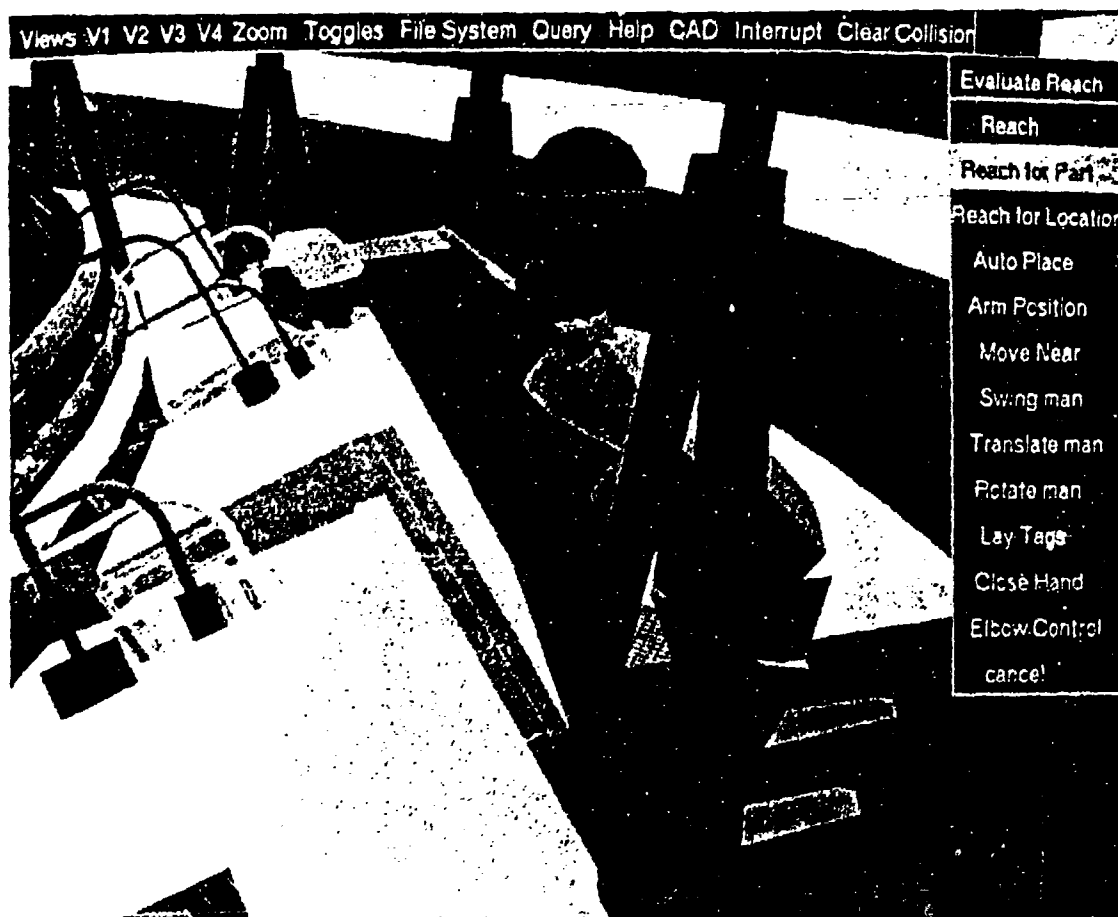 Views V1 V2 V3 V4 Zoom Toggles File System Query Help CAD Interrupt Clear Collision
Evaluate Reach
Reach
Reach for Part
Reach for Location
Auto Place
Arm Position
Move Near
Swing man
Translate man
Rotate man
Lay Tags
Close Hand
Elbow Control
cancel